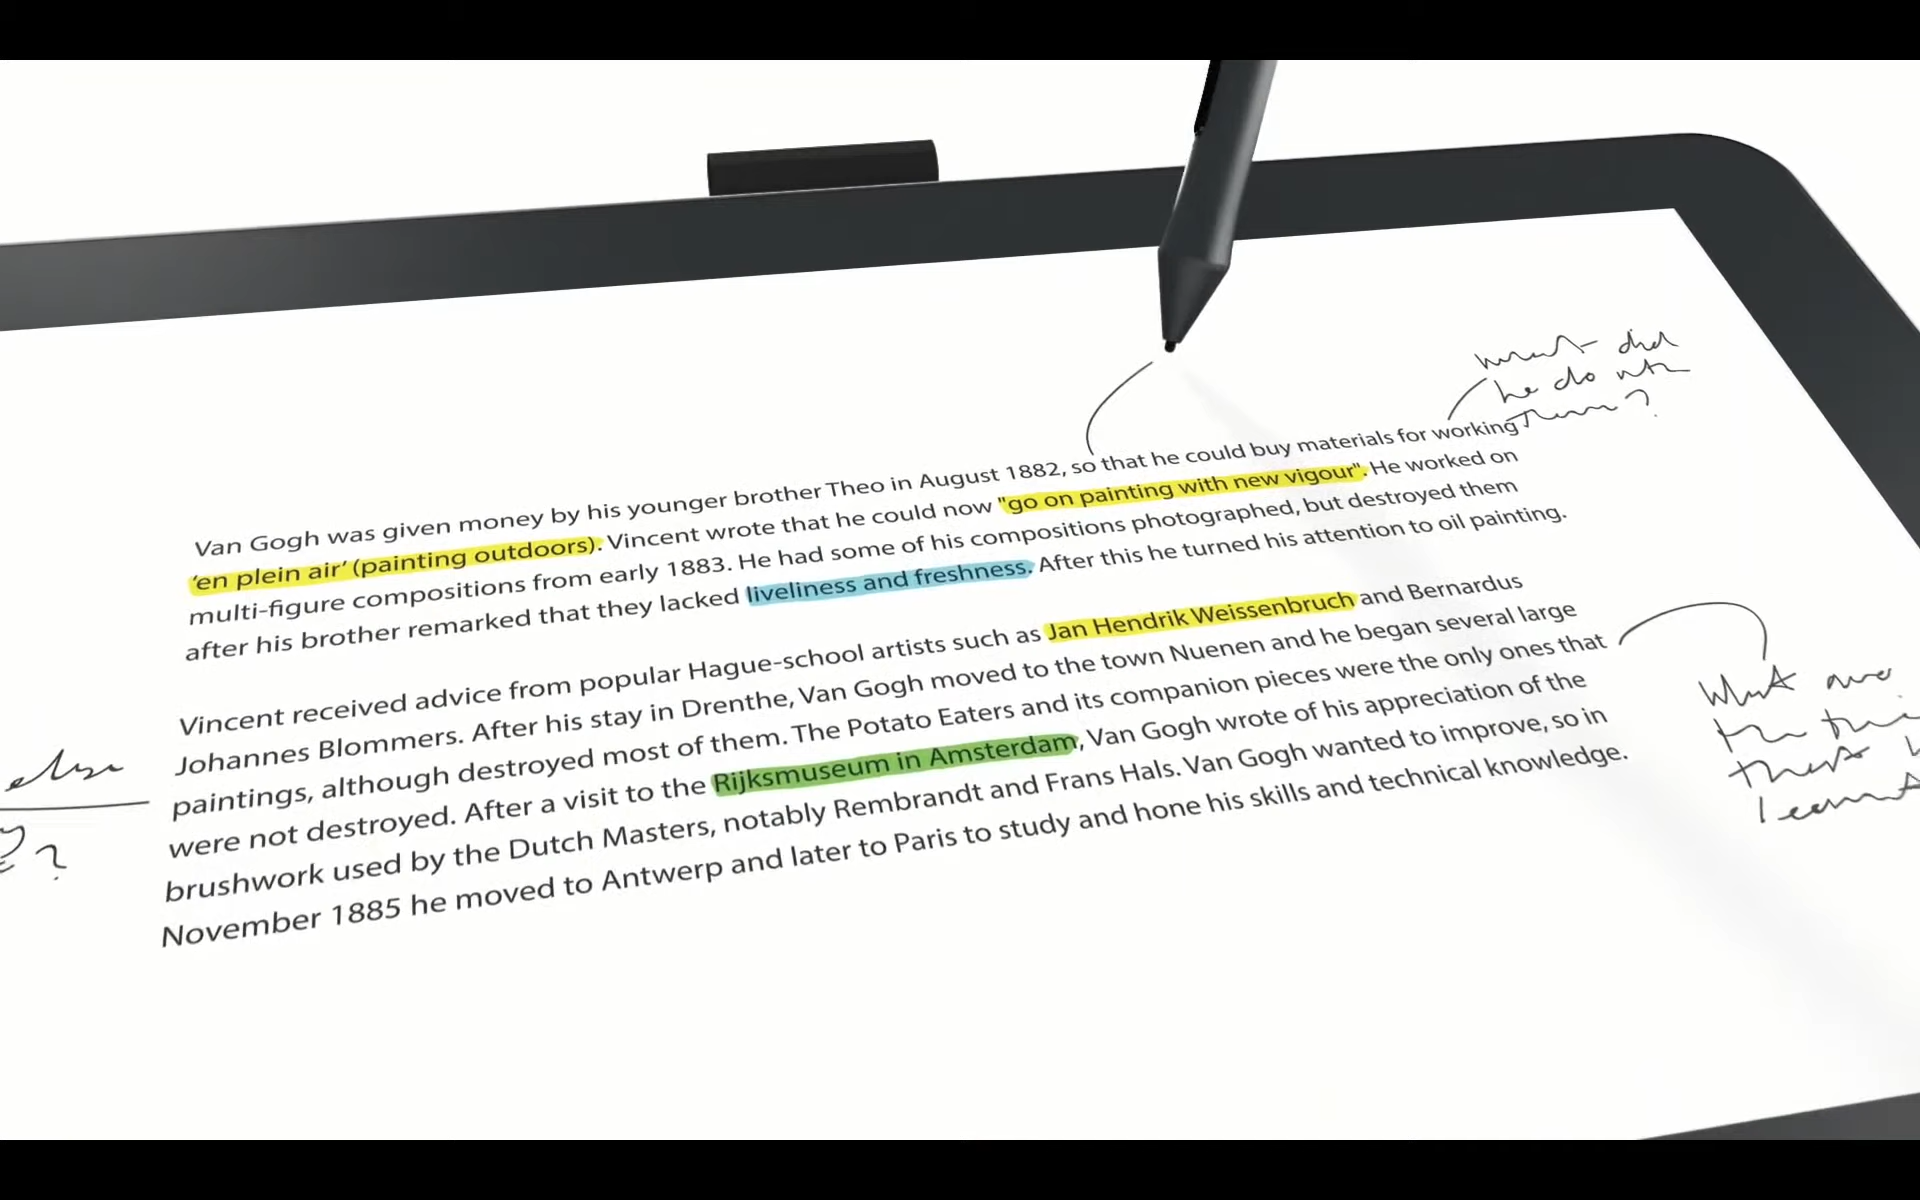 what did
he do with
them?
Van Gogh was given money by his younger brother Theo in August 1882, so that he could buy materials for working
'en plein air' (painting outdoors). Vincent wrote that he could now "go on painting with new vigour". He worked on
multi-figure compositions from early 1883. He had some of his compositions photographed, but destroyed them
after his brother remarked that they lacked liveliness and freshness. After this he turned his attention to oil painting.
Vincent received advice from popular Hague-school artists such as Jan Hendrik Weissenbruch and Bernardus
Johannes Blommers. After his stay in Drenthe, Van Gogh moved to the town Nuenen and he began several large
paintings, although destroyed most of them. The Potato Eaters and its companion pieces were the only ones that
were not destroyed. After a visit to the Rijksmuseum in Amsterdam, Van Gogh wrote of his appreciation of the
brushwork used by the Dutch Masters, notably Rembrandt and Frans Hals. Van Gogh wanted to improve, so in
November 1885 he moved to Antwerp and later to Paris to study and hone his skills and technical knowledge.
else
?
What are
the
that